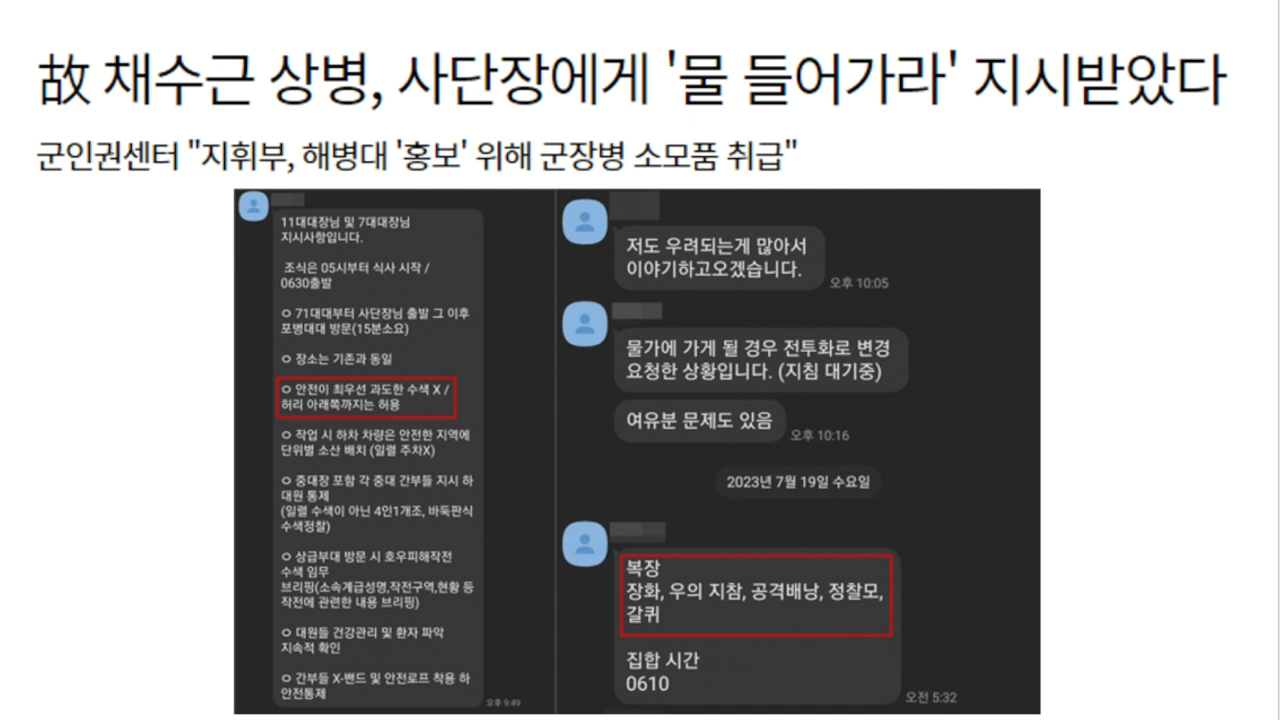 故 채수근 상병, 사단장에게 '물 들어가라' 지시받았다
군인권센터 "지휘부, 해병대 '홍보' 위해 군장병 소모품 취급"
11대대장님 및 7대대장님
지시사항입니다.
조식은 05시부터 식사 시작 /
0630출발
ㅇ 71대대부터 사단장님 출발 그 이후
포병대대 방문(15분소요)
ㅇ 장소는 기존과 동일
ㅇ 안전이 최우선 과도한 수색 X /
허리 아래쪽까지는 허용
ㅇ 작업 시 하차 차량은 안전한 지역에
단위별 소산 배치 (일렬 주차X)
ㅇ 중대장 포함 각 중대 간부들 지시 하
대원 통제
(일렬 수색이 아닌 4인1개조, 바둑판식
수색정찰)
ㅇ 상급부대 방문 시 호우피해작전
수색 임무
브리핑(소속계급성명,작전구역,현황 등
작전에 관련한 내용 브리핑)
ㅇ 대원들 건강관리 및 환자 파악
지속적 확인
ㅇ 간부들 X-밴드 및 안전로프 착용 하
안전통제
오후 9:49
저도 우려되는게 많아서
이야기하고오겠습니다.
오후 10:05
물가에 가게 될 경우 전투화로 변경
요청한 상황입니다. (지침 대기중)
여유분 문제도 있음
오후 10:16
2023년 7월 19일 수요일
복장
장화, 우의 지참, 공격배낭, 정찰모,
갈퀴
집합 시간
0610
오전 5:32